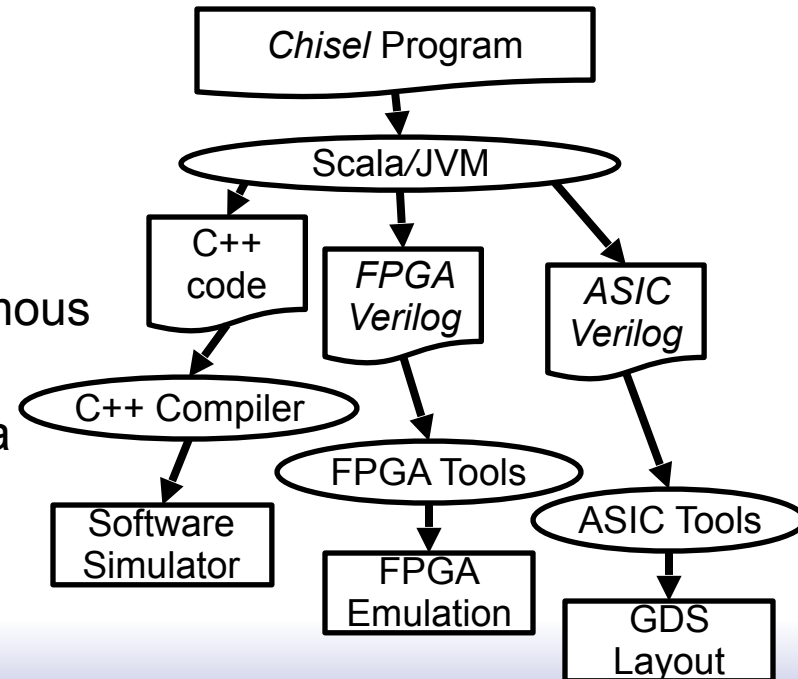 Chisel Program
Scala/JVM
C++
code
FPGA
Verilog
ASIC
Verilog
C++ Compiler
FPGA Tools
ASIC Tools
Software
Simulator
FPGA
Emulation
GDS
Layout
nous
a